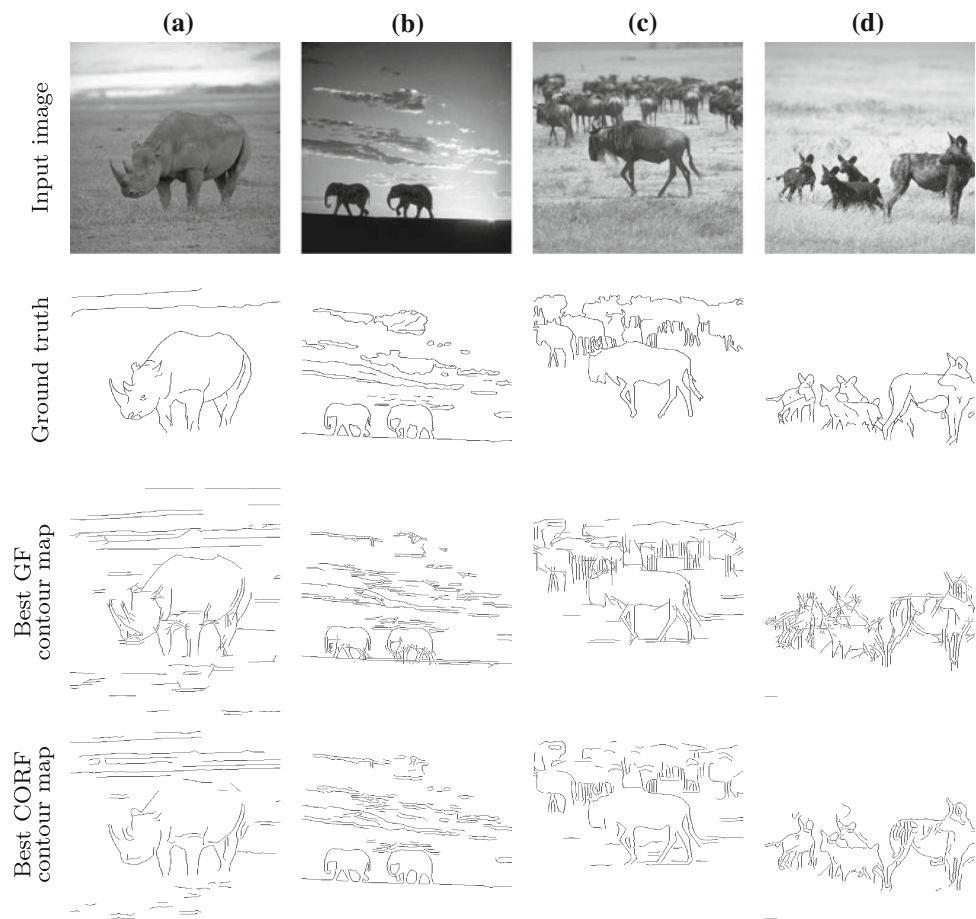 (a) (b) (c) (d)
Input image
Ground truth
Best GF
contour map
Best CORF
contour map